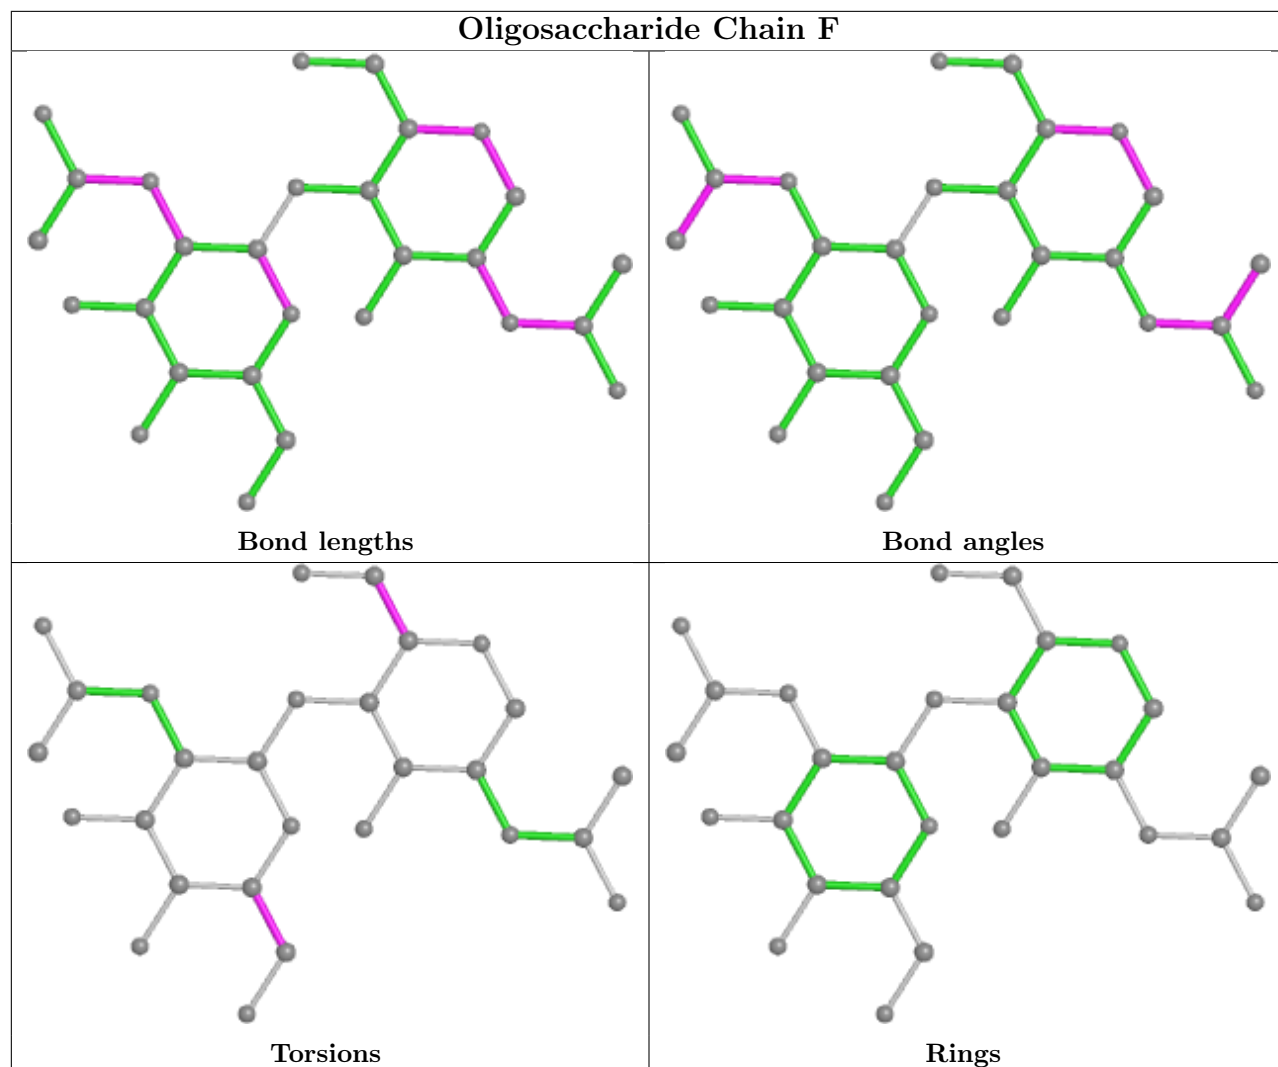 Oligosaccharide Chain F
Bond lengths
Bond angles
Torsions
Rings